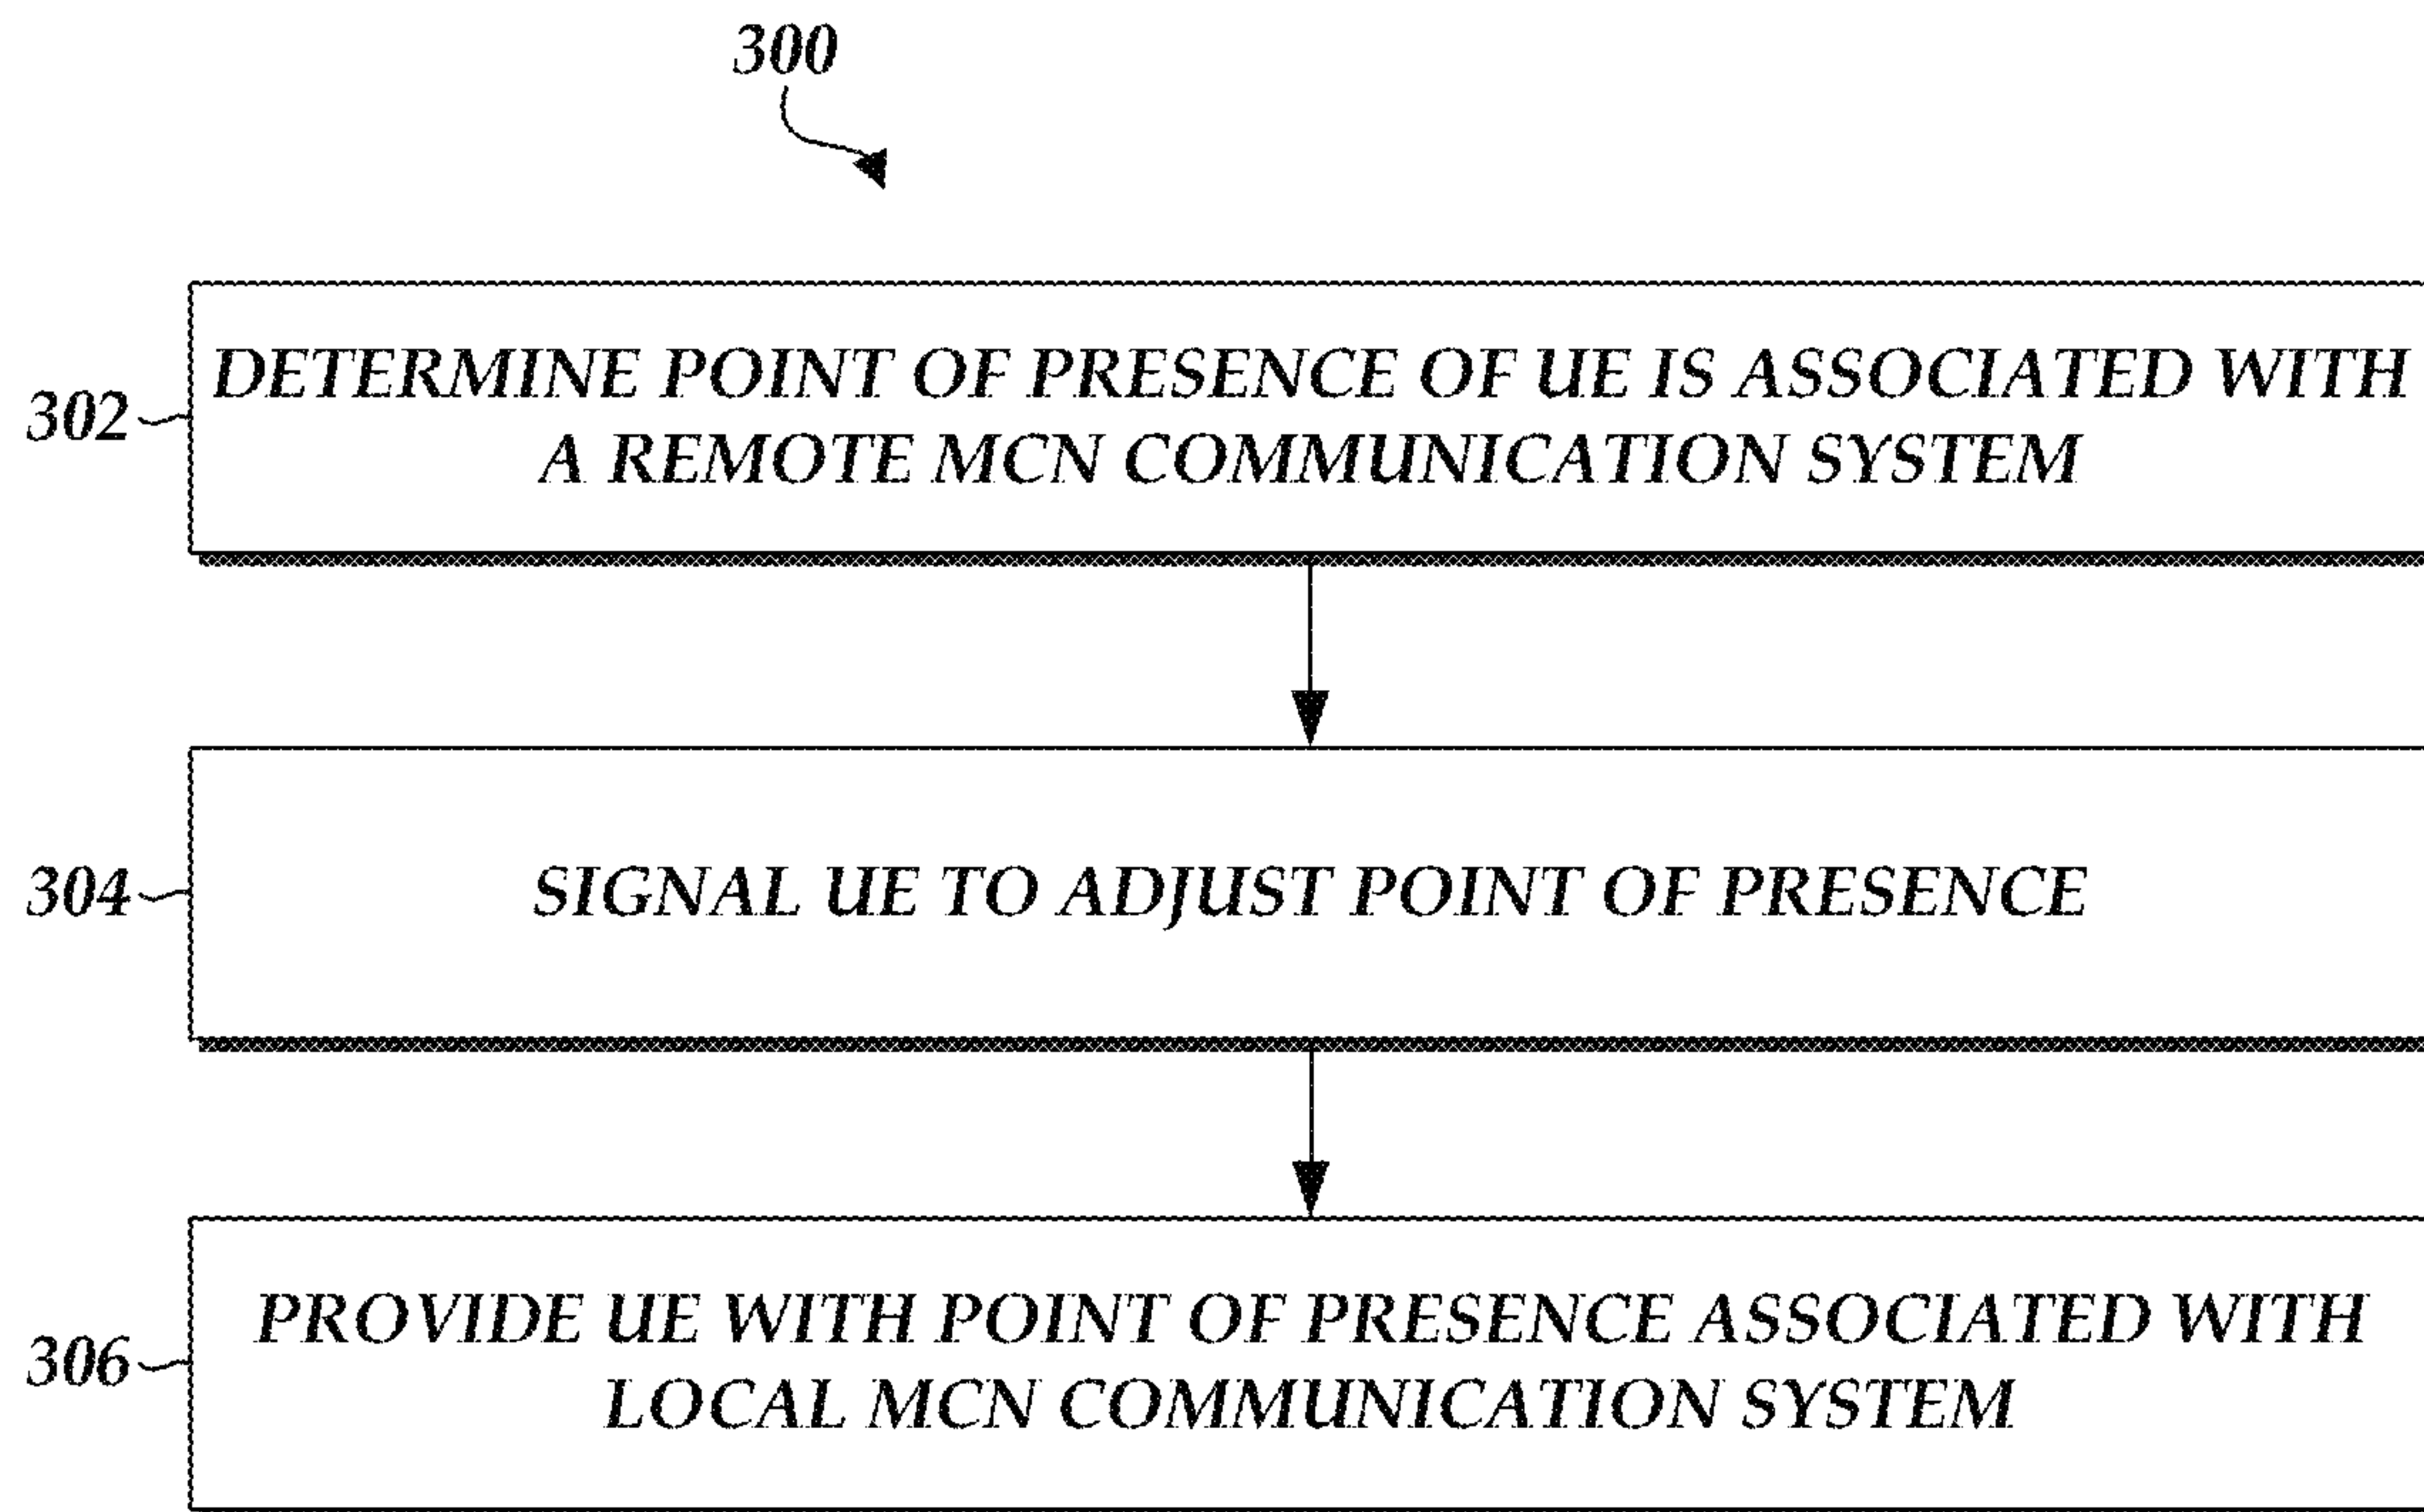 300
302
DETERMINE POINT OF PRESENCE OF UE IS ASSOCIATED WITH
A REMOTE MCN COMMUNICATION SYSTEM
304
SIGNAL UE TO ADJUST POINT OF PRESENCE
306
PROVIDE UE WITH POINT OF PRESENCE ASSOCIATED WITH
LOCAL MCN COMMUNICATION SYSTEM